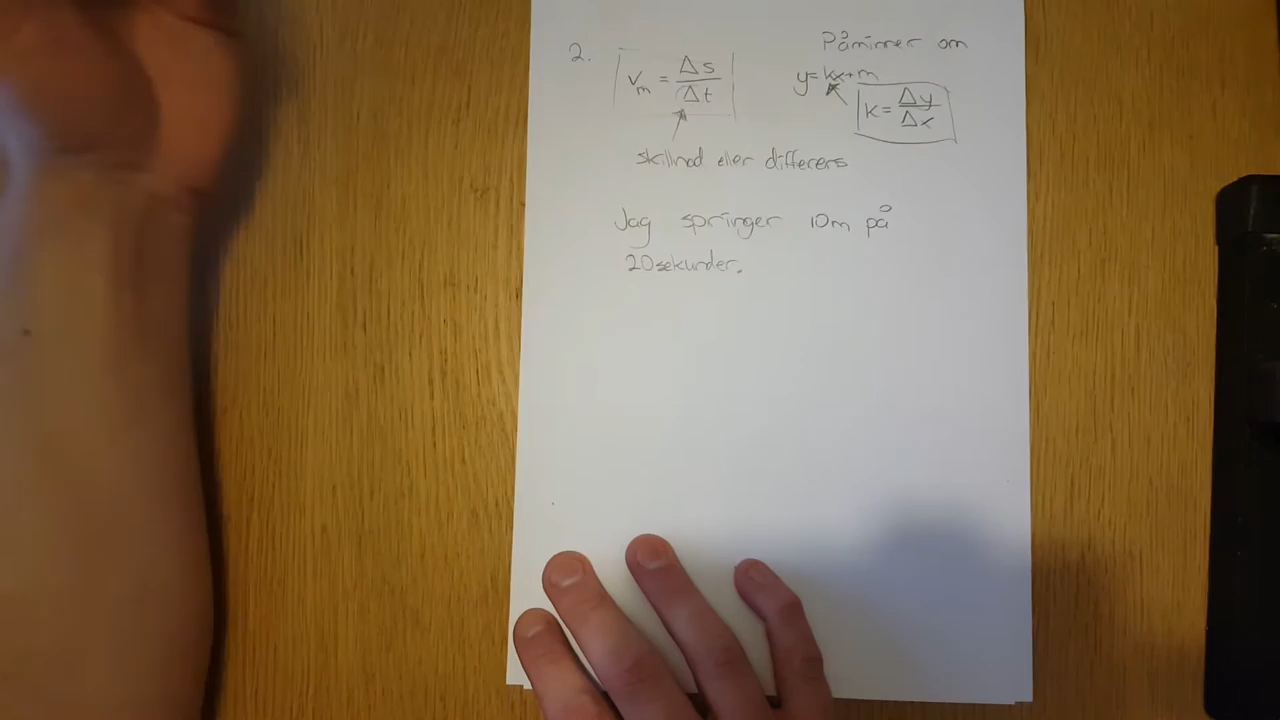 2. v_m = Δs/Δt
Påminner om
y=kx+m
k= Δy/Δx
skillnad eller differens
Jag springer 10m på
20sekunder.